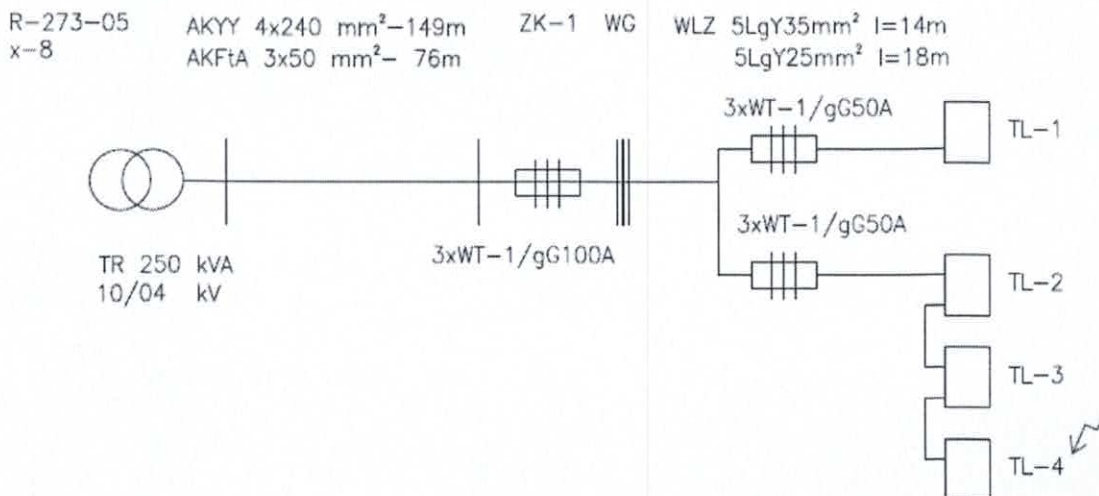 R-273-05
x-8
AKYY 4x240 mm²-149m
AKFtA 3x50 mm²- 76m
ZK-1 WG
WLZ 5LgY35mm² l=14m
5LgY25mm² l=18m
3xWT-1/gG50A
TL-1
3xWT-1/gG100A
3xWT-1/gG50A
TR 250 kVA
10/04 kV
TL-2
TL-3
TL-4